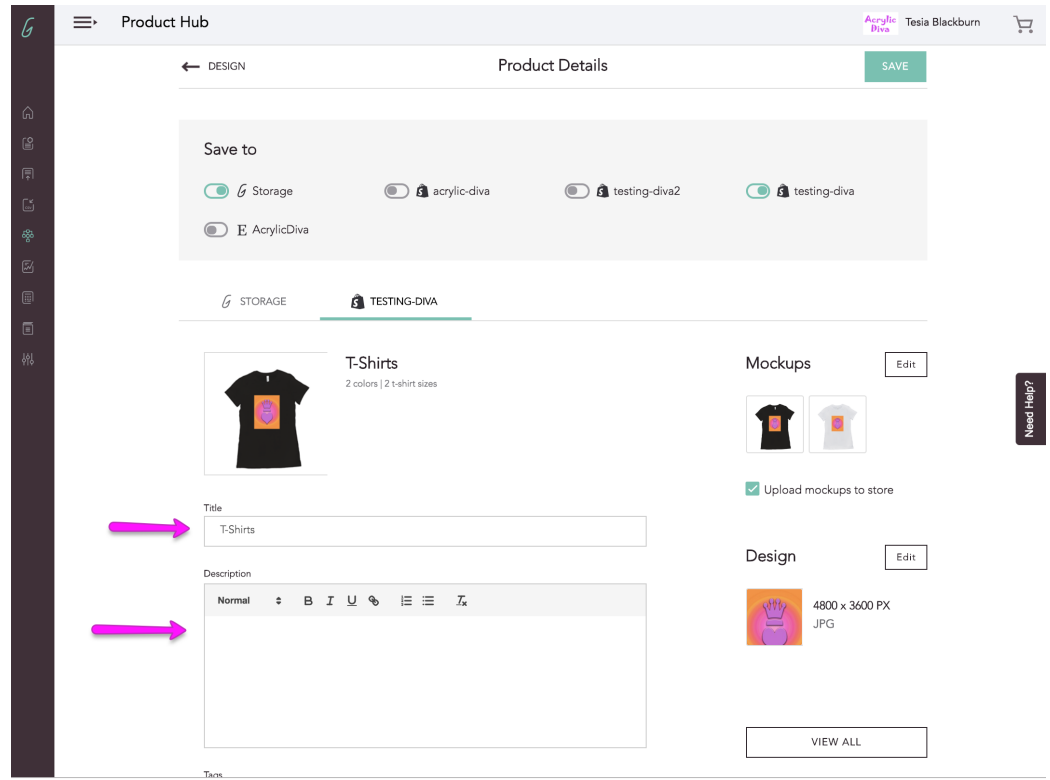 G
Product Hub
Acrylic
Diva
Tesia Blackburn
DESIGN
Product Details
SAVE
Save to
G Storage
acrylic-diva
testing-diva2
testing-diva
E AcrylicDiva
G STORAGE
TESTING-DIVA
T-Shirts
2 colors | 2 t-shirt sizes
Mockups
Edit
Need Help?
Upload mockups to store
Title
T-Shirts
Design
Edit
Description
Normal B I U Tx
4800 x 3600 PX
JPG
VIEW ALL
Tags